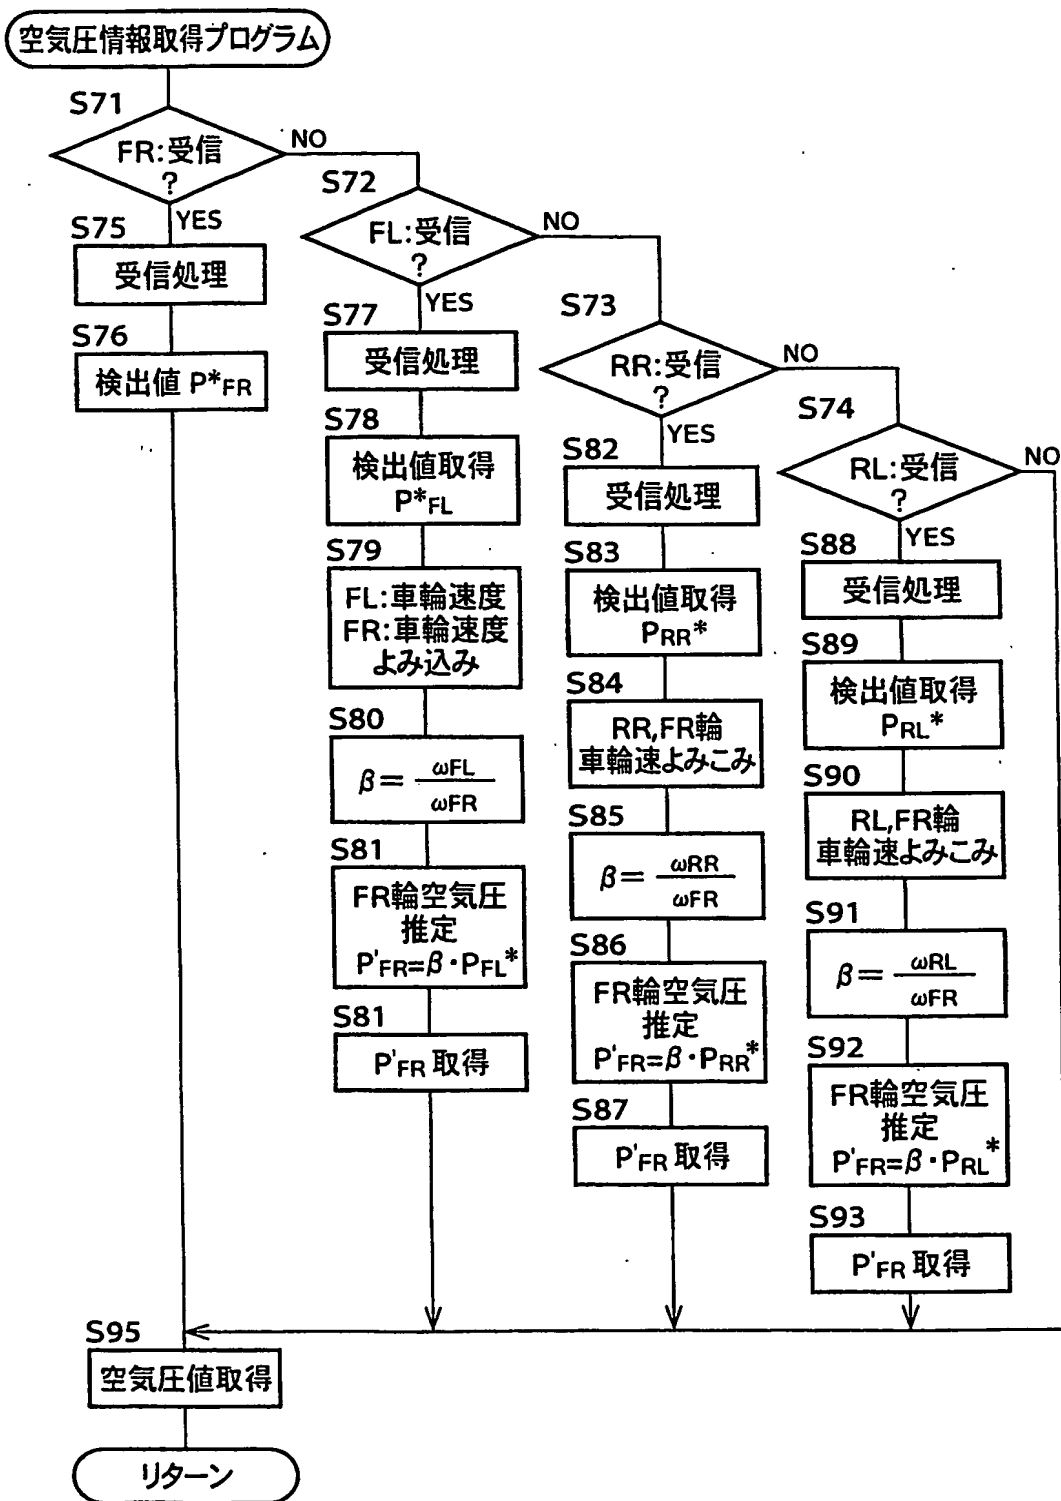 空気圧情報取得プログラム
S71
FR:受信
?
NO
YES
S75
受信処理
S76
検出値 P*FR
S72
FL:受信
?
NO
YES
S77
受信処理
S78
検出値取得
P*FL
S79
FL:車輪速度
FR:車輪速度
よみ込み
S80
β= ωFL/ωFR
S81
FR輪空気圧
推定
P'FR=β・PFL*
S81
P'FR 取得
S73
RR:受信
?
NO
YES
S82
受信処理
S83
検出値取得
PRR*
S84
RR,FR輪
車輪速よみこみ
S85
β= ωRR/ωFR
S86
FR輪空気圧
推定
P'FR=β・PRR*
S87
P'FR 取得
S74
RL:受信
?
NO
YES
S88
受信処理
S89
検出値取得
PRL*
S90
RL,FR輪
車輪速よみこみ
S91
β= ωRL/ωFR
S92
FR輪空気圧
推定
P'FR=β・PRL*
S93
P'FR 取得
S95
空気圧値取得
リターン